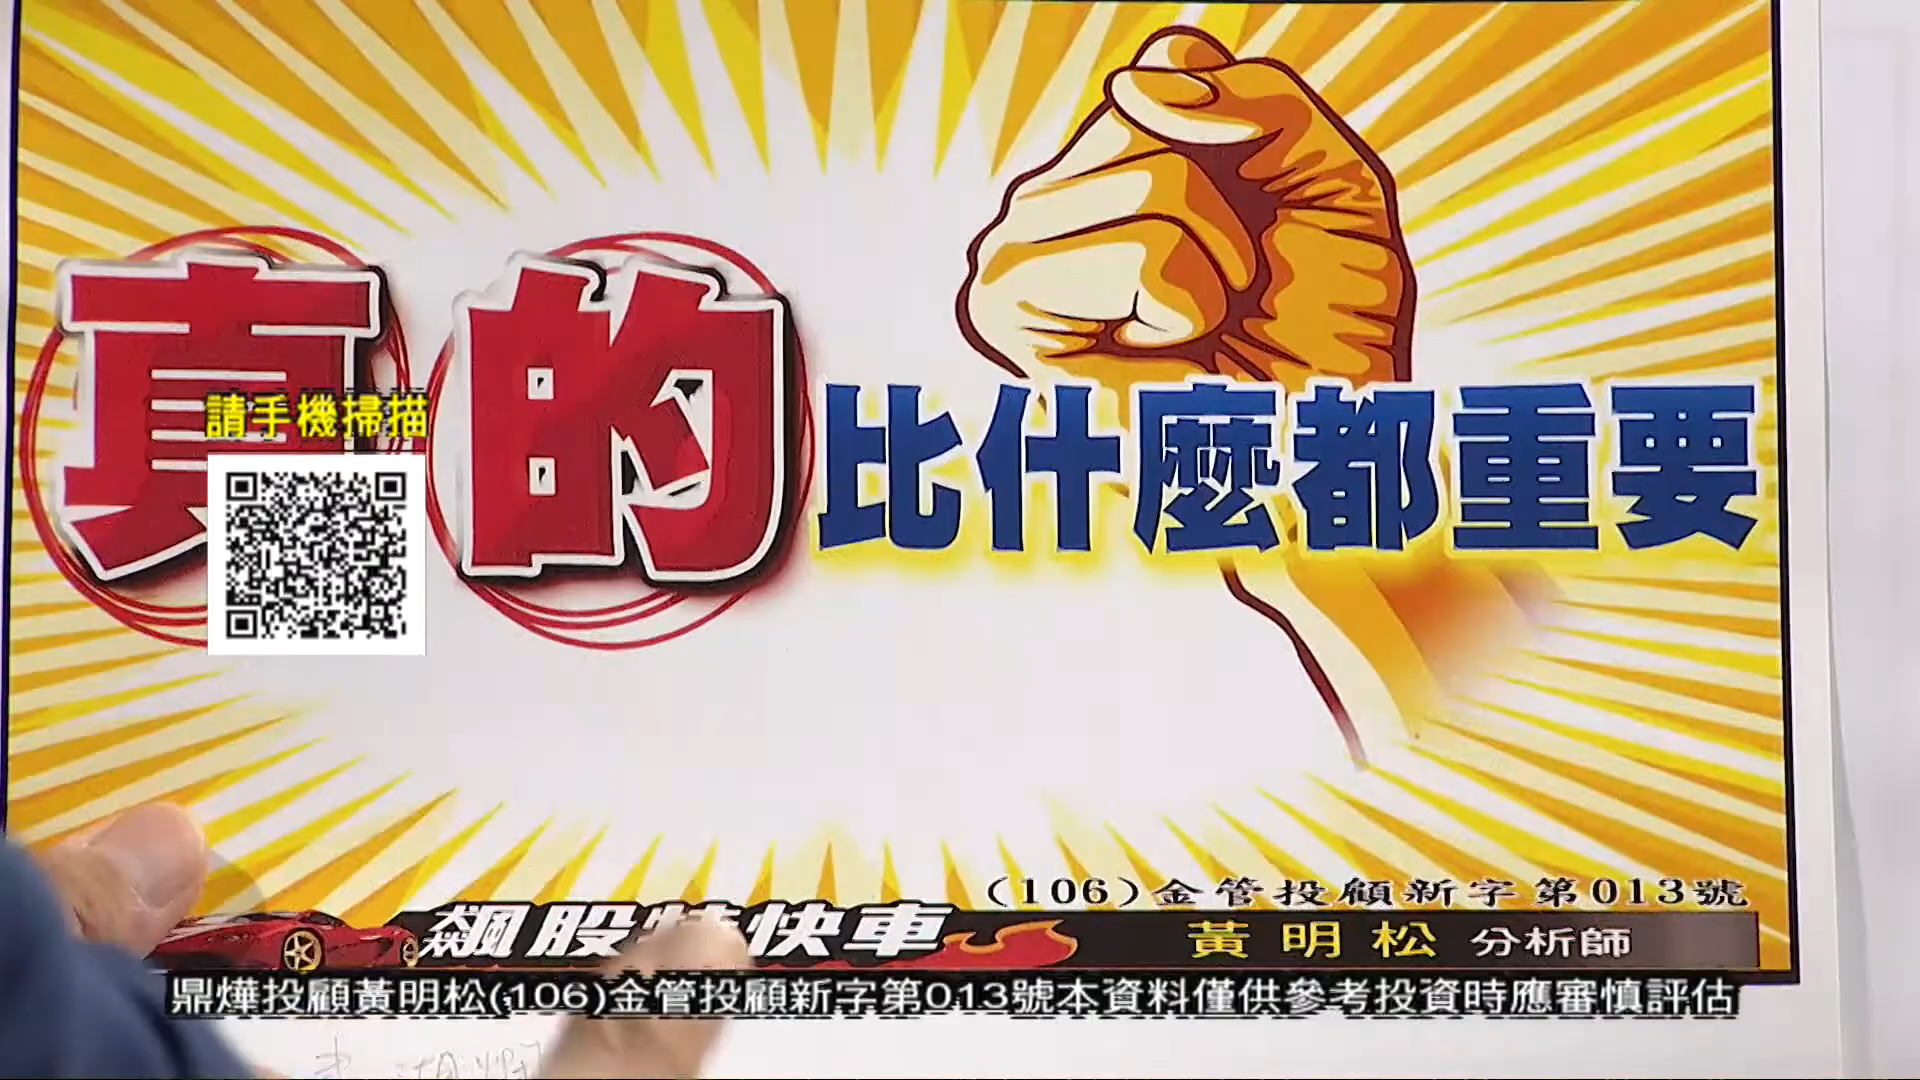 真的比什麼都重要
請手機掃描
(106)金管投顧新字第013號
飆股特快車
黃明松 分析師
鼎燁投顧黃明松(106)金管投顧新字第013號本資料僅供參考投資時應審慎評估